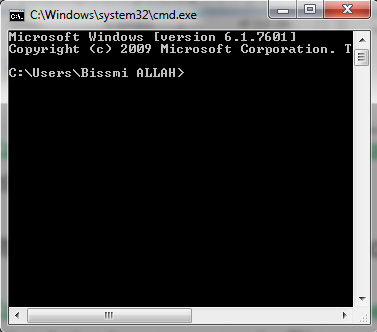 C:\Windows\system32\cmd.exe
Microsoft Windows [version 6.1.7601]
Copyright (c) 2009 Microsoft Corporation. T
C:\Users\Bissmi ALLAH>